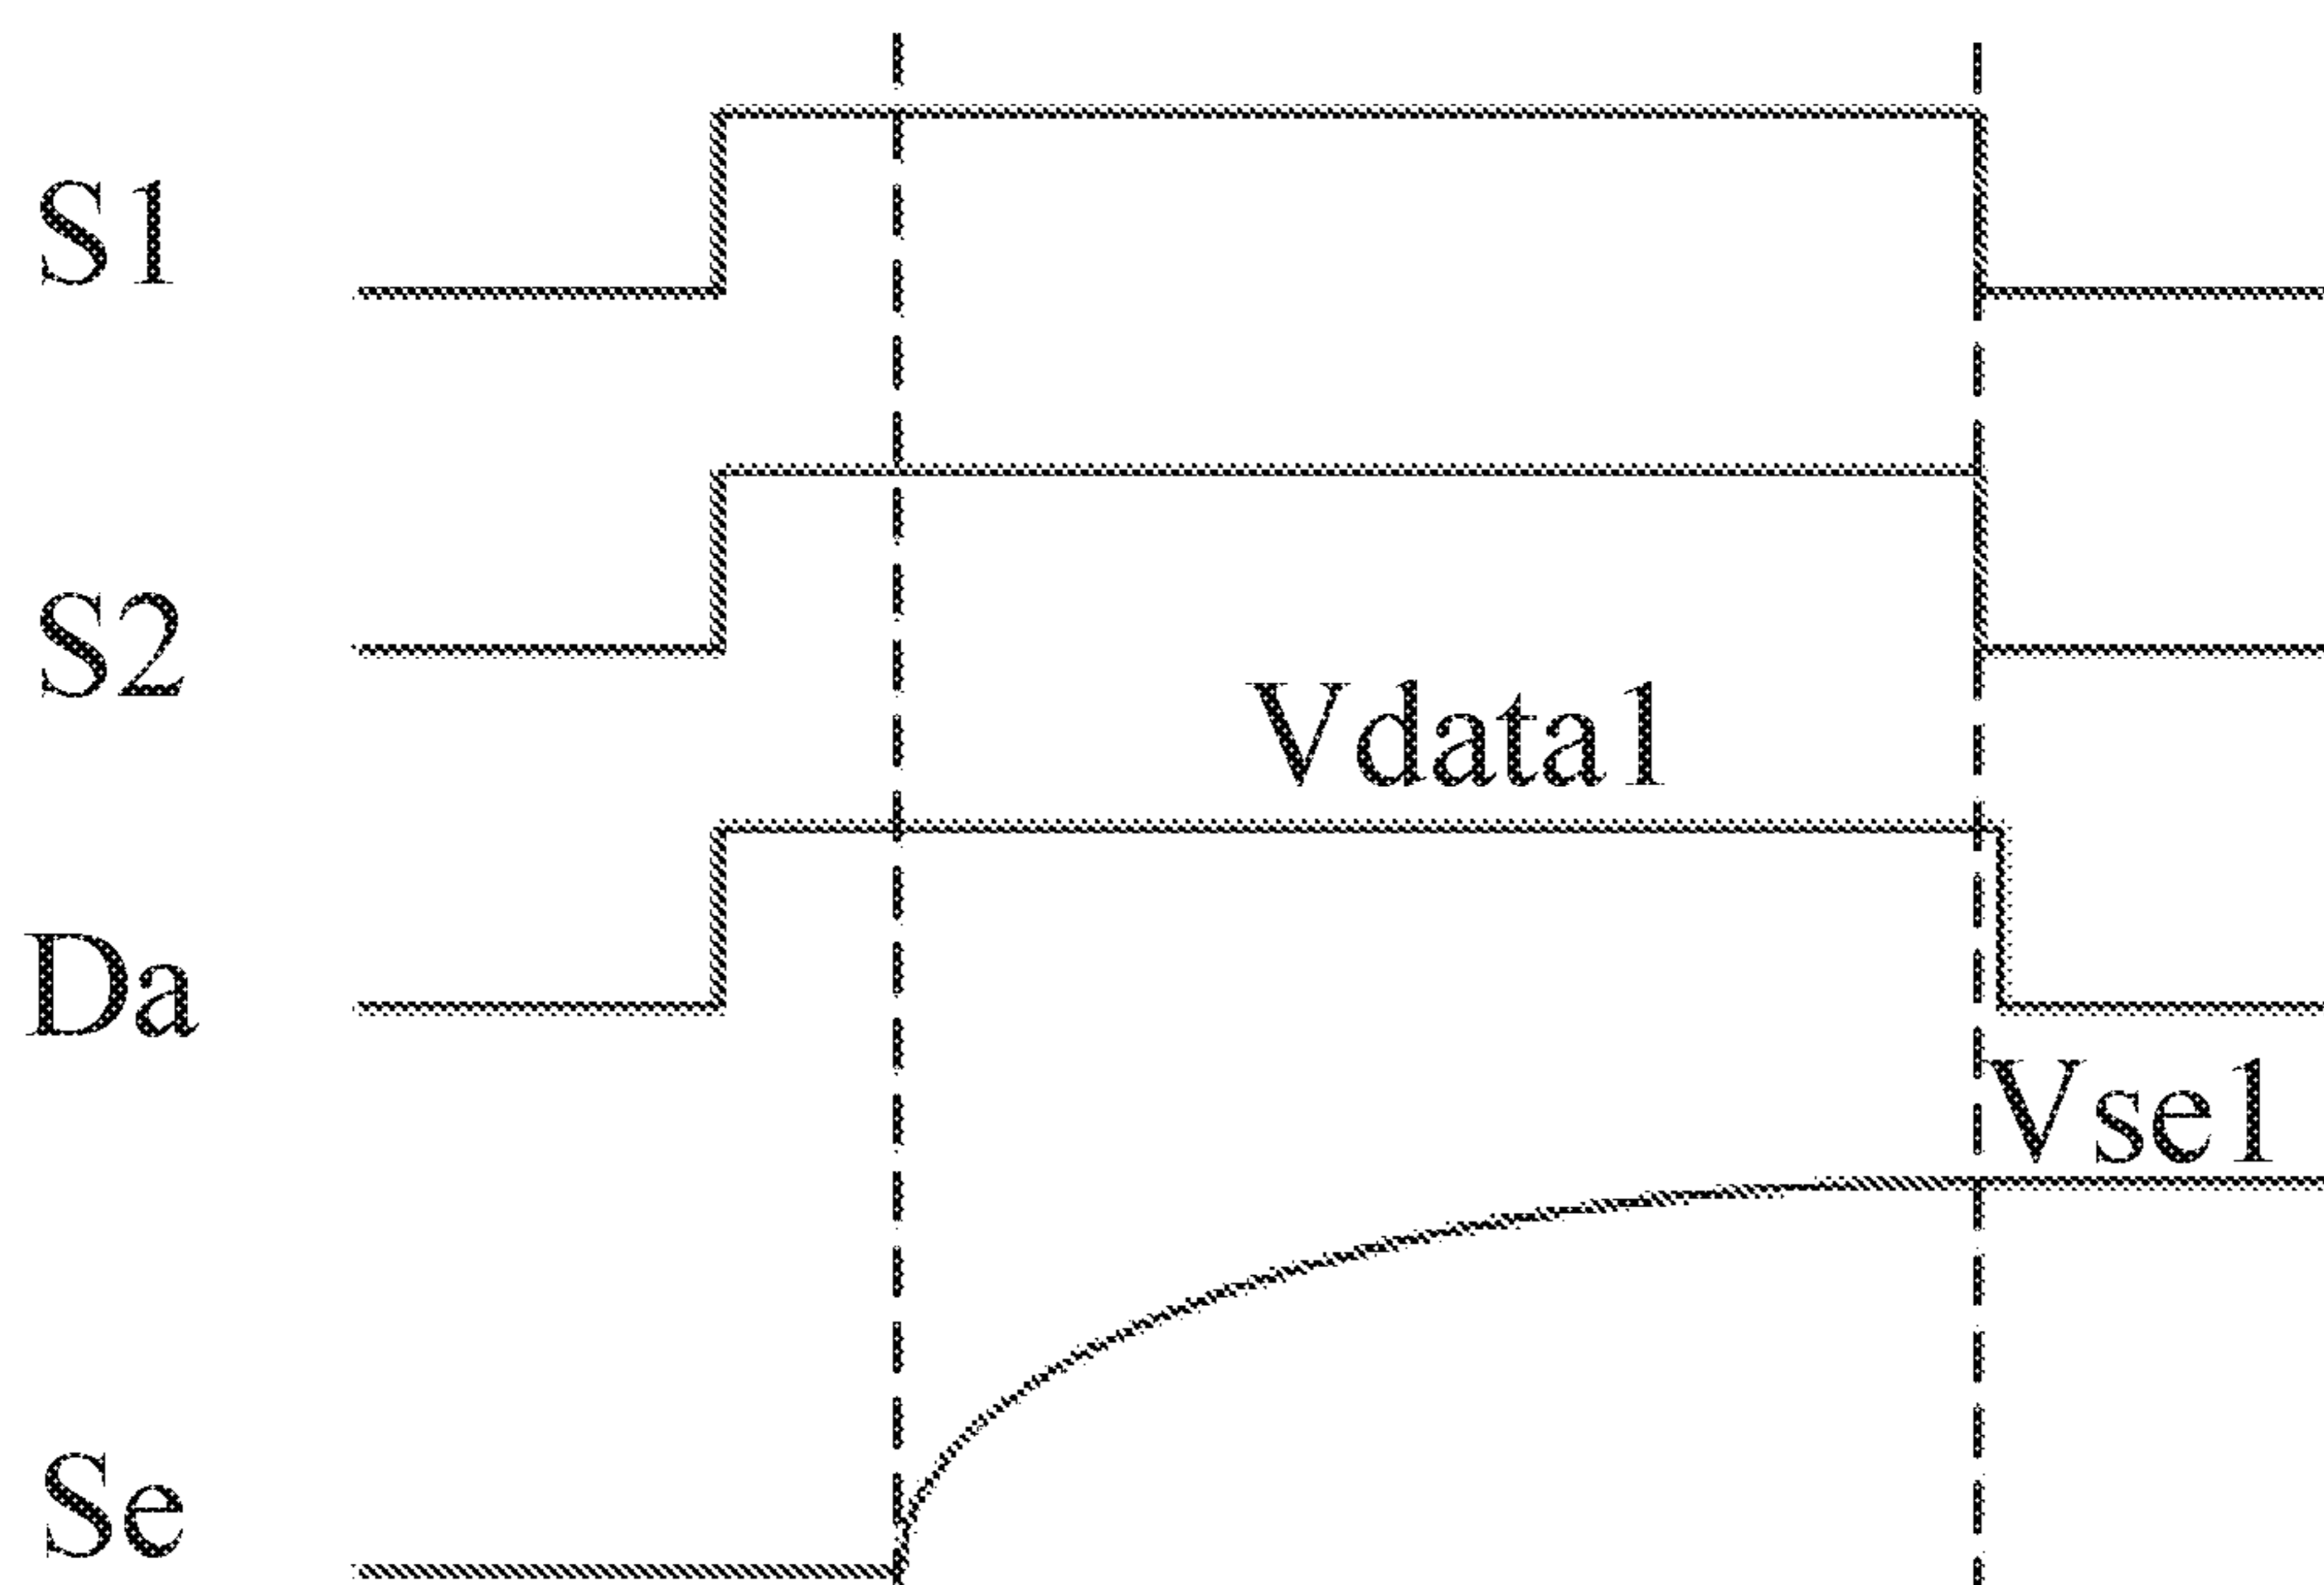 S1
S2
Vdata1
Da
Vse1
Se